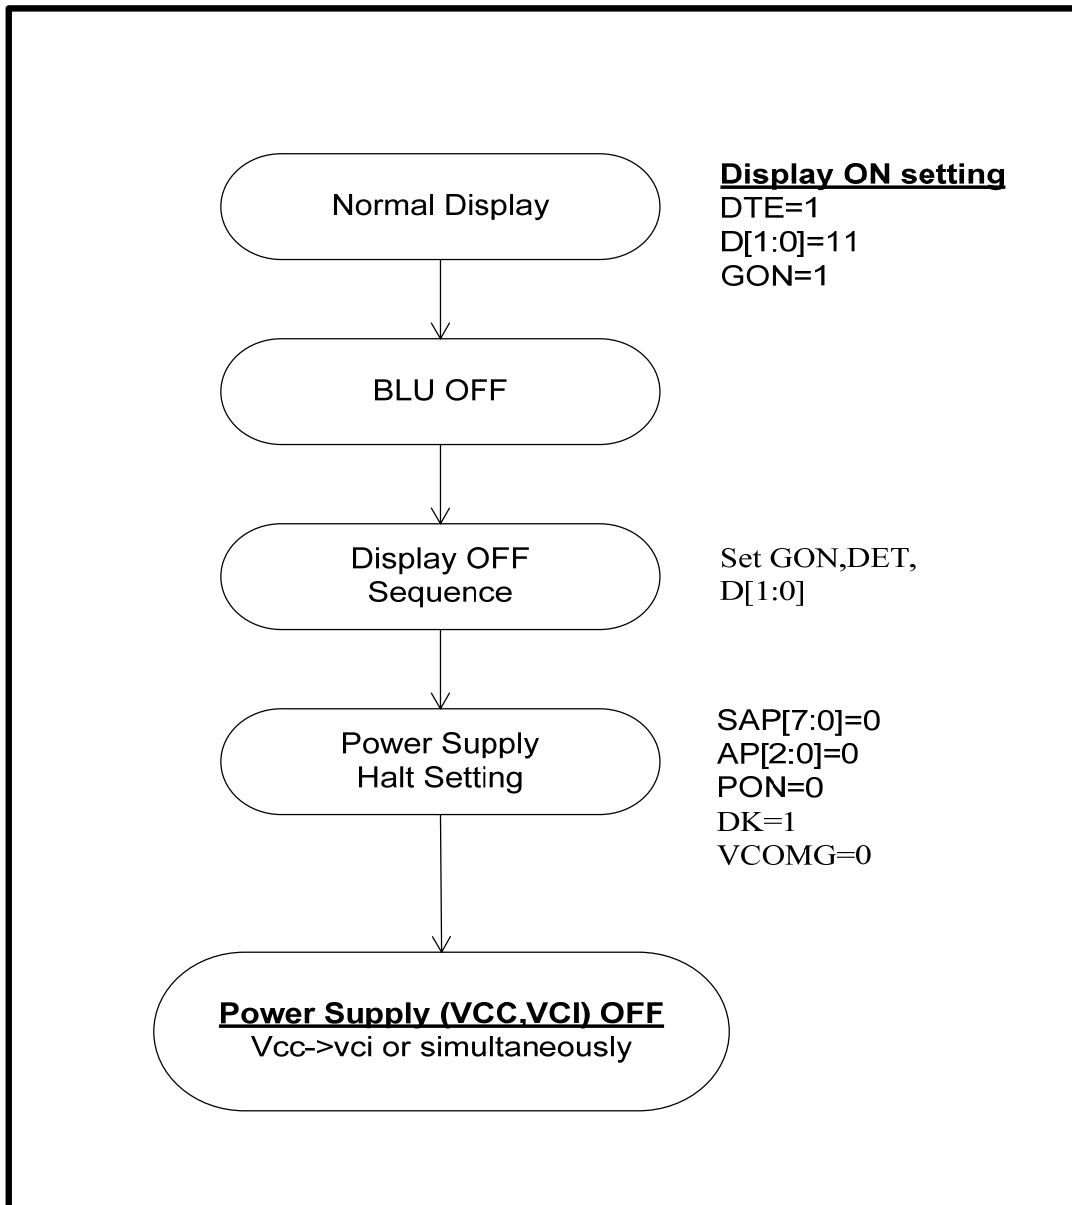 Normal Display
Display ON setting
DTE=1
D[1:0]=11
GON=1
BLU OFF
Display OFF
Sequence
Set GON,DET,
D[1:0]
Power Supply
Halt Setting
SAP[7:0]=0
AP[2:0]=0
PON=0
DK=1
VCOMG=0
Power Supply (VCC,VCI) OFF
Vcc->vci or simultaneously